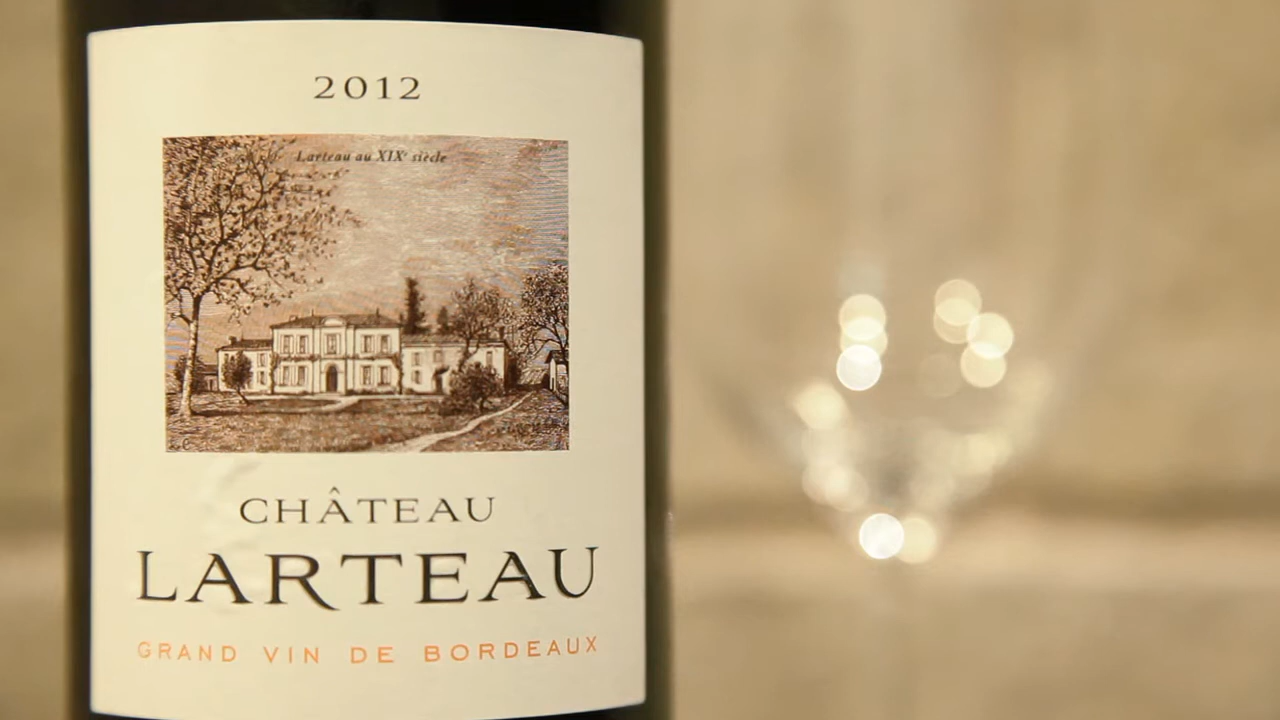 2012
Larteau au XIXe siècle
CHÂTEAU
LARTEAU
GRAND VIN DE BORDEAUX